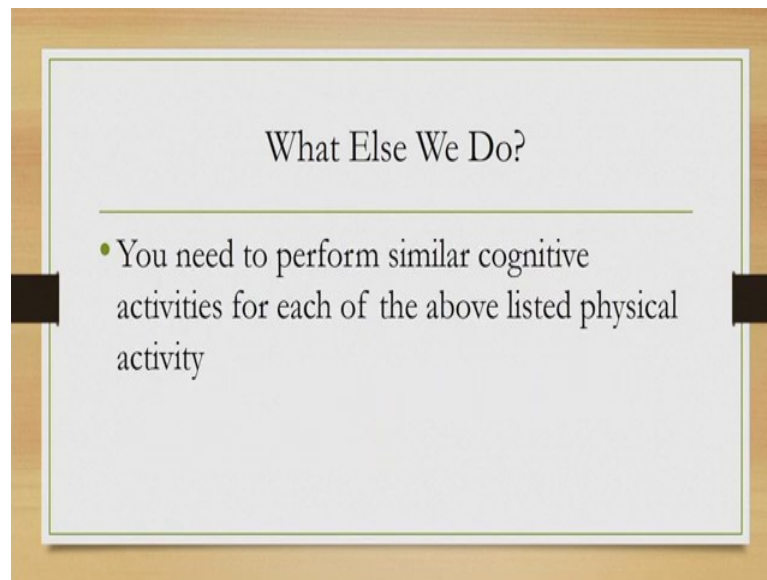 What Else We Do?
• You need to perform similar cognitive
activities for each of the above listed physical
activity